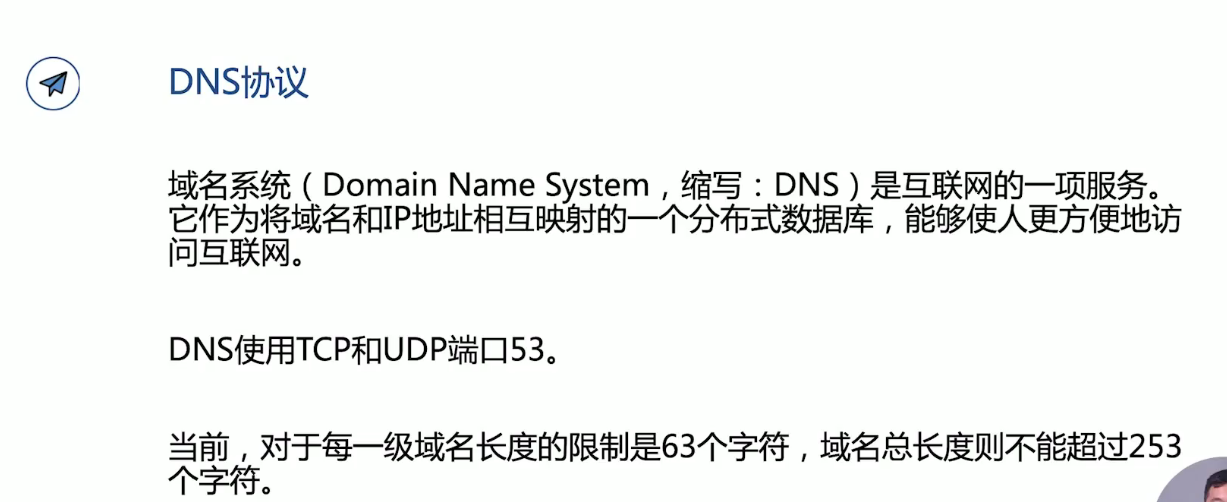 DNS协议
域名系统（Domain Name System，缩写：DNS）是互联网的一项服务。
它作为将域名和IP地址相互映射的一个分布式数据库，能够使人更方便地访
问互联网。
DNS使用TCP和UDP端口53。
当前，对于每一级域名长度的限制是63个字符，域名总长度则不能超过253
个字符。